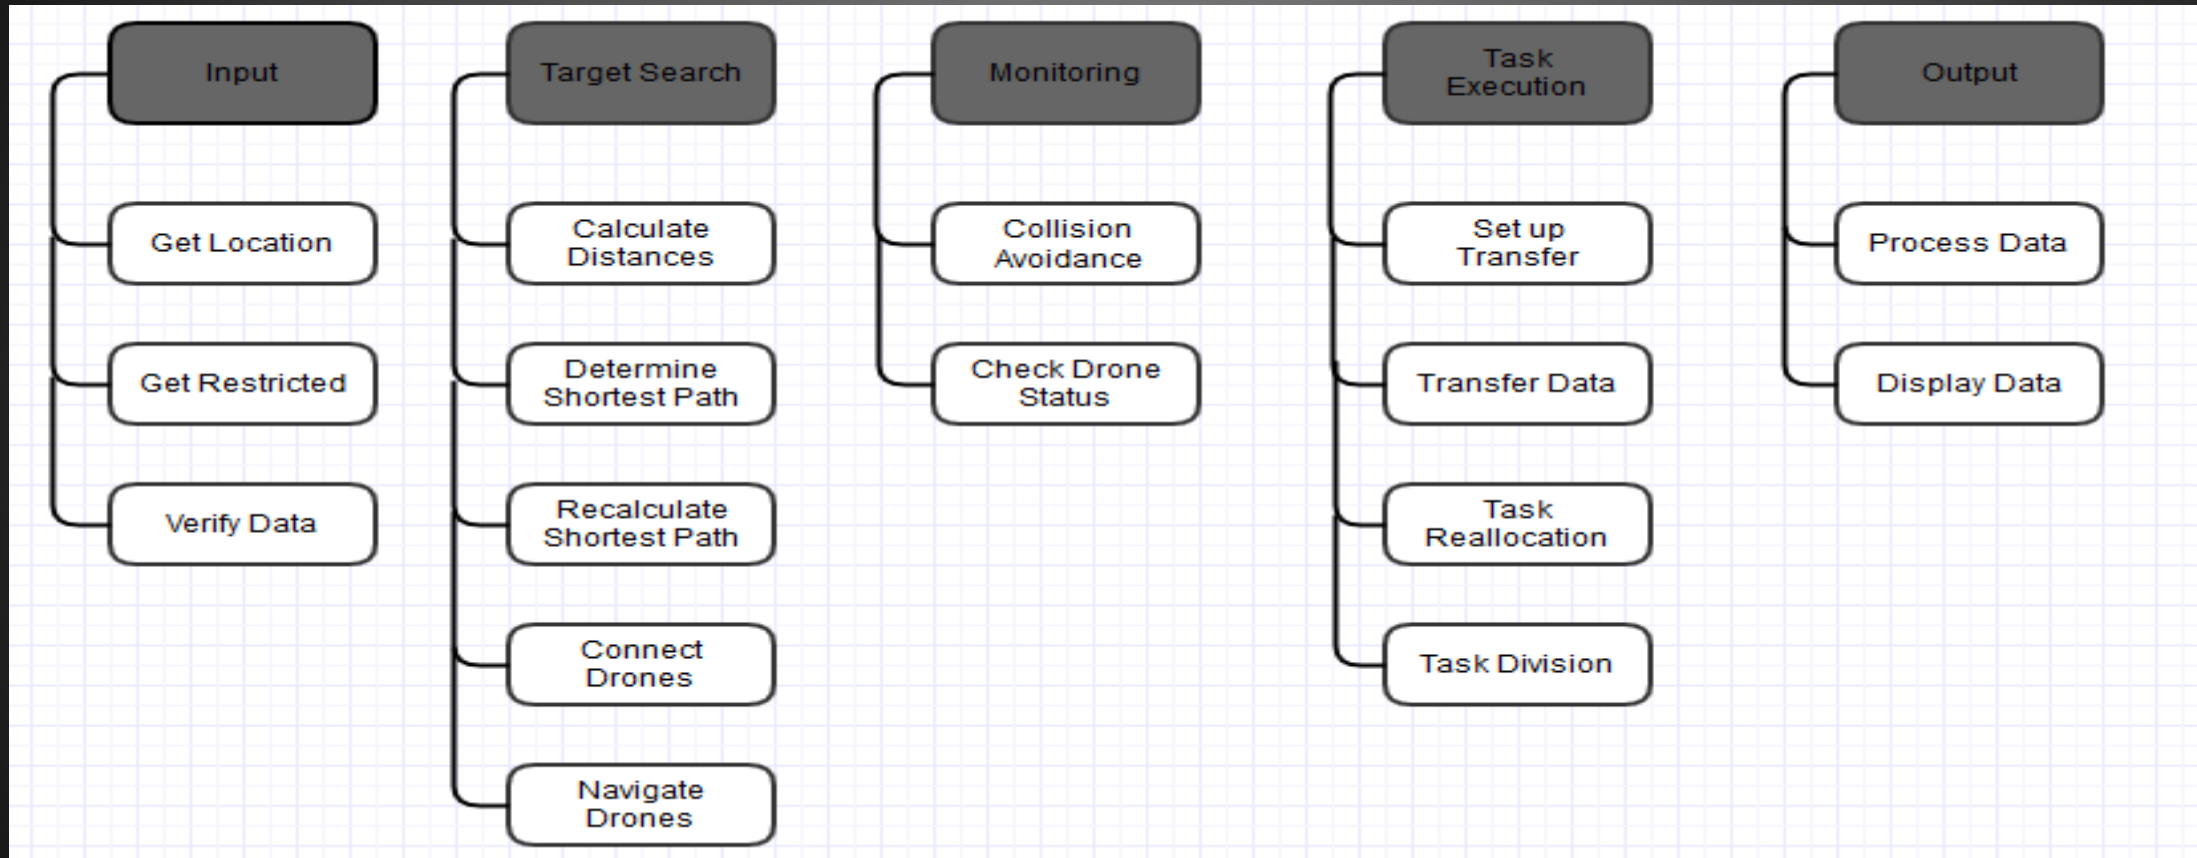 Input
Get Location
Get Restricted
Verify Data
Target Search
Calculate
Distances
Determine
Shortest Path
Recalculate
Shortest Path
Connect
Drones
Navigate
Drones
Monitoring
Collision
Avoidance
Check Drone
Status
Task
Execution
Set up
Transfer
Transfer Data
Task
Reallocation
Task Division
Output
Process Data
Display Data